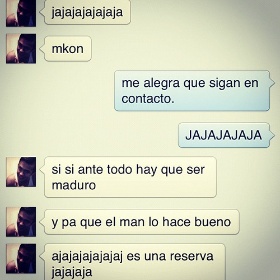 jajajajajajaja
mkon
me alegra que sigan en
contacto.
JAJAJAJAJA
si si ante todo hay que ser
maduro
y pa que el man lo hace bueno
ajajajajajajaj es una reserva
jajajaja